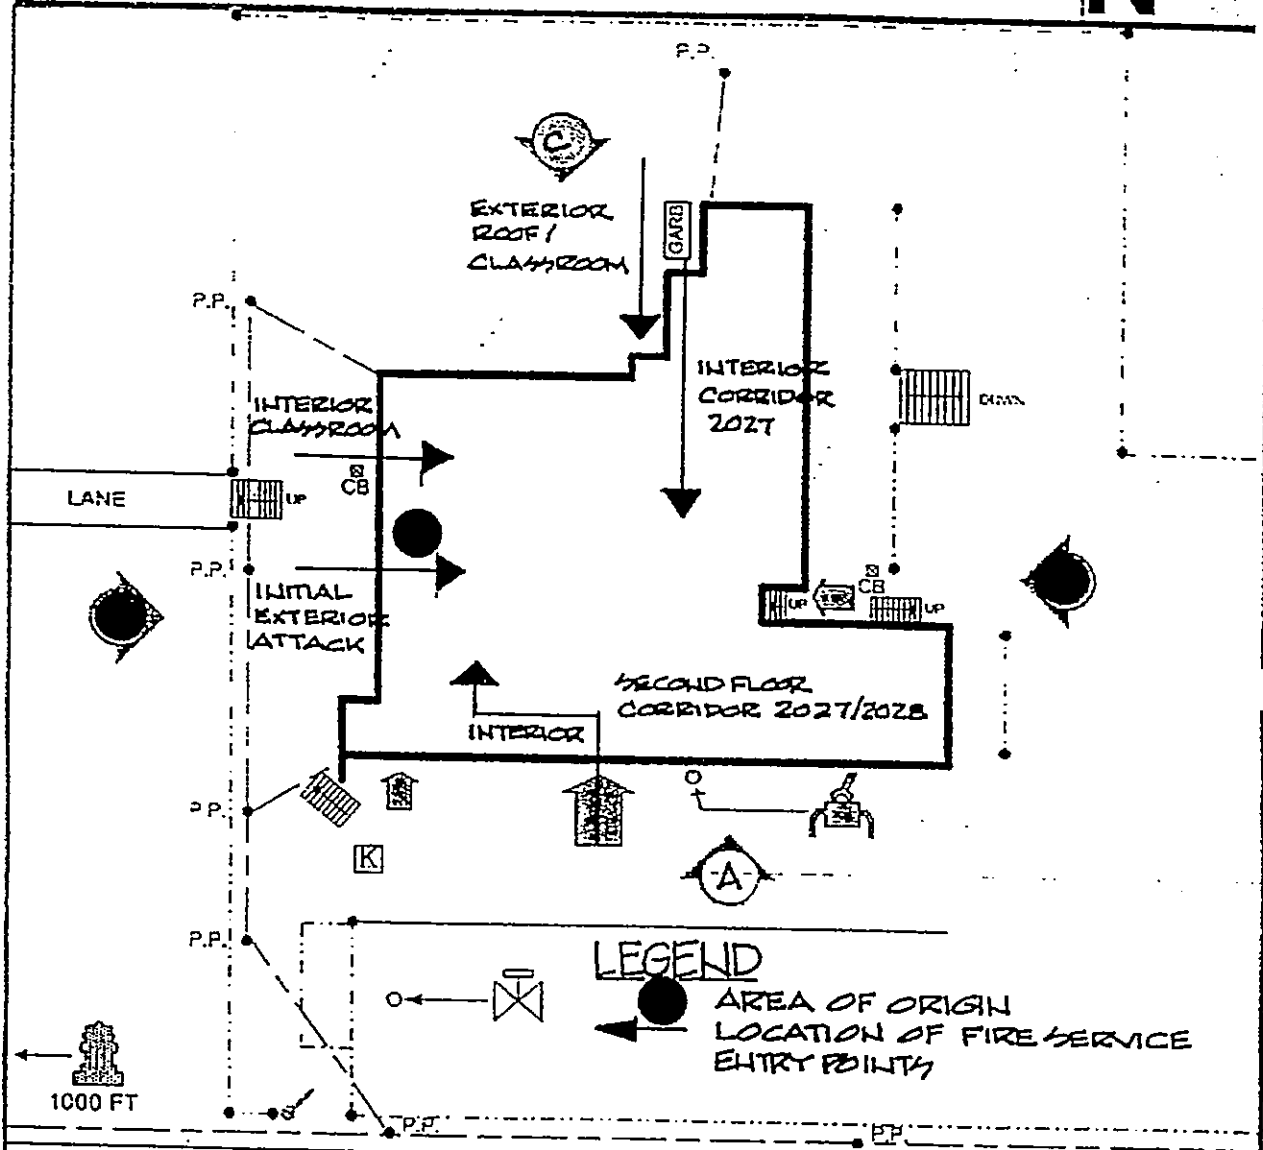 N
P.P.
C
EXTERIOR
ROOF/
CLASSROOM
GARB
P.P.
INTERIOR
CORRIDOR
2027
INTERIOR
CLASSROOM
DOWN
CB
LANE
UP
P.P.
INITIAL
EXTERIOR
ATTACK
CB
UP
UP
SECOND FLOOR
CORRIDOR 2027/2028
INTERIOR
P.P.
K
A
P.P.
LEGEND
AREA OF ORIGIN
LOCATION OF FIRE SERVICE
ENTRY POINTS
1000 FT
P.P.
P.P.